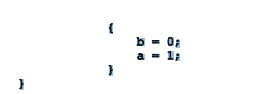 {
b = 0;
a = 1;
}
}